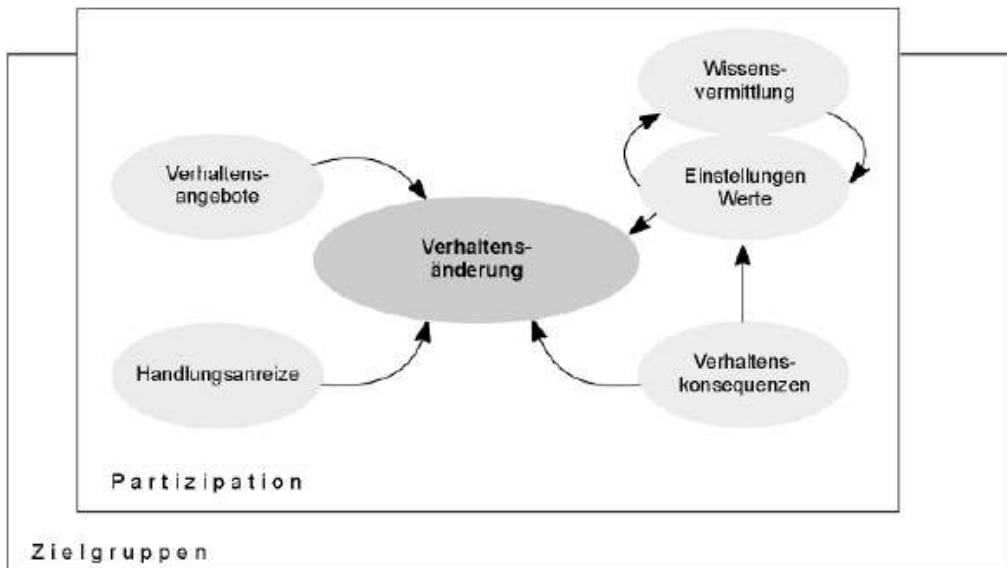 Wissens-
vermittlung
Verhaltens-
angebote
Einstellungen
Werte
Verhaltens-
änderung
Handlungsanreize
Verhaltens-
konsequenzen
Partizipation
Zielgruppen